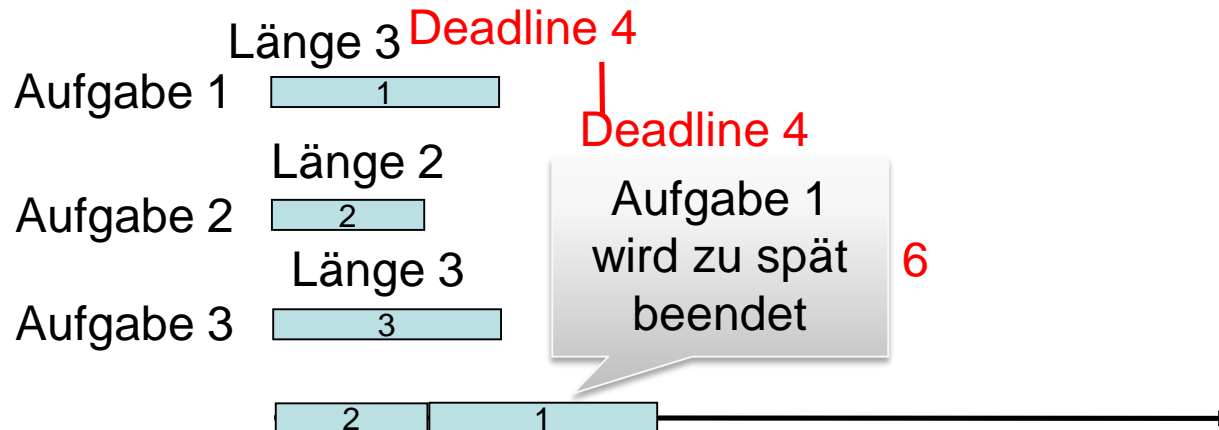 Länge 3 Deadline 4
Aufgabe 1 1
Deadline 4
Länge 2
Aufgabe 2 2
Länge 3
Aufgabe 3 3
Aufgabe 1
wird zu spät
beendet
6
2 1